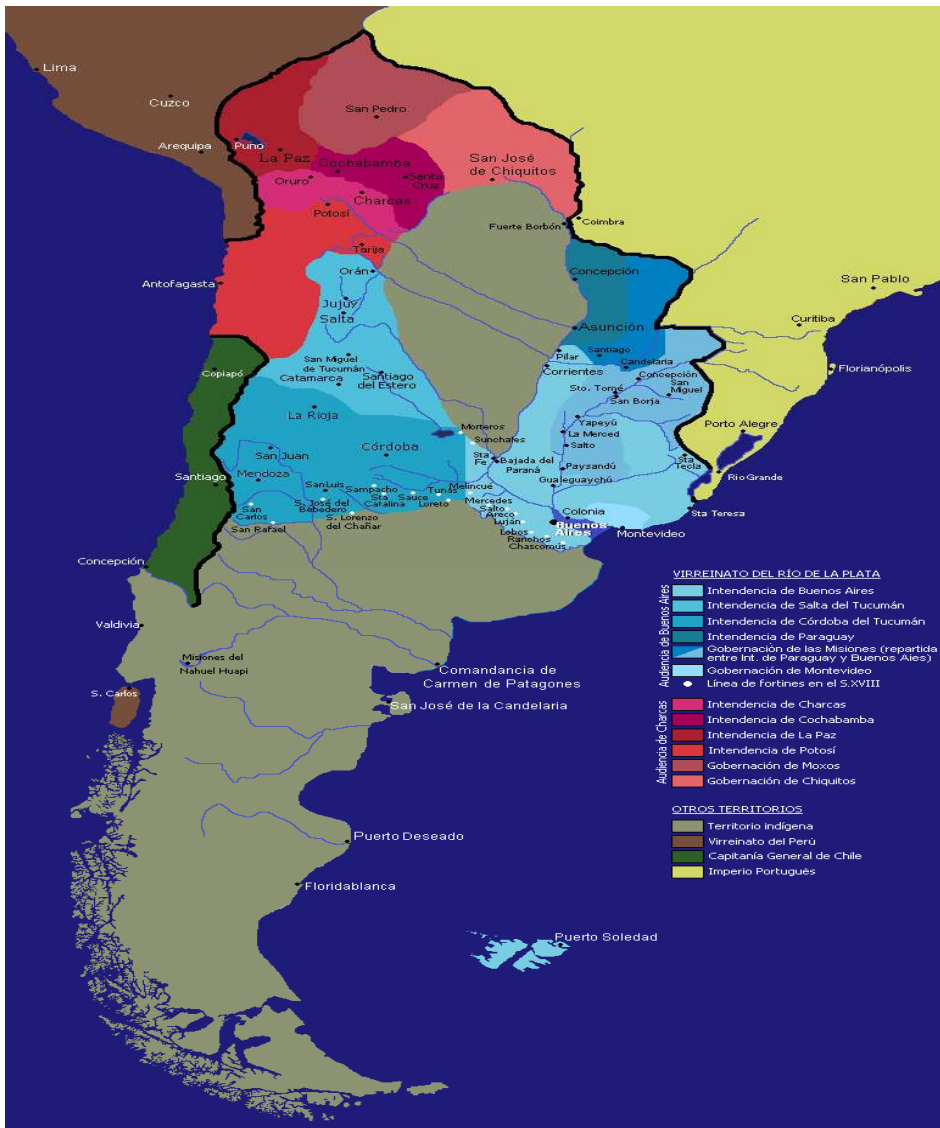 Lima
Cuzco
Arequipa
San Pedro
Puno
La Paz
Cochabamba
Oruro
Santa
Cruz
Charcas
Potosí
San José
de Chiquitos
Fuerte Borbón
Coimbra
Tarija
Orán
Antofagasta
Jujuy
Salta
Concepción
Asunción
San Pablo
Curitiba
Florianópolis
Copiapó
San Miguel
de Tucumán
Catamarca
Santiago
del Estero
Pilar
Corrientes
Santiago
Candelaria
Concepción
San
Miguel
Sto. Tomé
San Borja
La Rioja
Yapeyú
La Merced
Salto
Porto Alegre
Morteros
Sunchales
Córdoba
San Juan
Mendoza
Sta
Fe
Bajada del
Paraná
Paysandú
Gualeguaychú
Sta
Tecla
Rio Grande
Santiago
San Luis
Sampacho
Sta
Catalina
Sauce
Tunas
Loreto
Melincué
S. José del
Bebedero
S. Lorenzo
del Chañar
San
Carlos
San Rafael
Mercedes
Salto
Areco
Luján
Lobos
Ranchos
Chascomús
Colonia
Buenos
Aires
Montevideo
Sta Teresa
Concepción
Valdivia
Misiones del
Nahuel Huapi
S. Carlos
Comandancia de
Carmen de Patagones
San José de la Candelaria
Puerto Deseado
Floridablanca
Puerto Soledad
VIRREINATO DEL RÍO DE LA PLATA
Audiencia de Buenos Aires
Intendencia de Buenos Aires
Intendencia de Salta del Tucumán
Intendencia de Córdoba del Tucumán
Intendencia de Paraguay
Gobernación de las Misiones (repartida
entre Int. de Paraguay y Buenos Aies)
Gobernación de Montevideo
Línea de fortines en el S.XVIII
Audiencia de Charcas
Intendencia de Charcas
Intendencia de Cochabamba
Intendencia de La Paz
Intendencia de Potosí
Gobernación de Moxos
Gobernación de Chiquitos
OTROS TERRITORIOS
Territorio indígena
Virreinato del Perú
Capitanía General de Chile
Imperio Portugués